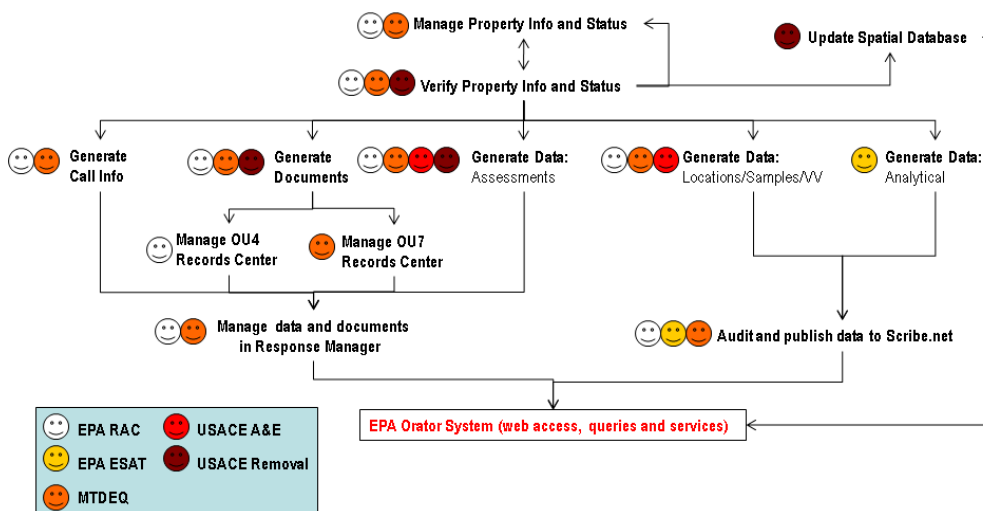 Manage Property Info and Status
Update Spatial Database
Verify Property Info and Status
Generate
Call Info
Generate
Documents
Generate Data:
Assessments
Generate Data:
Locations/Samples/VV
Generate Data:
Analytical
Manage OU4
Records Center
Manage OU7
Records Center
Manage data and documents
in Response Manager
Audit and publish data to Scribe.net
EPA Orator System (web access, queries and services)
EPA RAC
USACE A&E
EPA ESAT
USACE Removal
MTDEQ